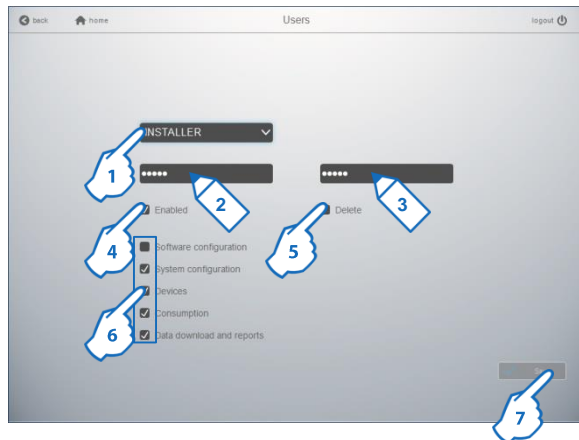 back home Users logout
INSTALLER
1
••••• •••••
2 3
Enabled Delete
4 5
Software configuration
System configuration
Devices
Consumption
6
Data download and reports
7